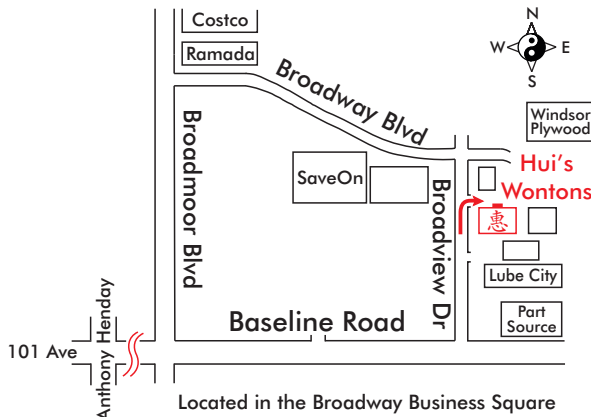 Costco
Ramada
N
W
E
S
Broadway Blvd
Windsor
Plywood
Hui's
Wontons
Broadmoor Blvd
SaveOn
Broadview Dr
惠
Lube City
Part
Source
Baseline Road
101 Ave
Anthony Henday
Located in the Broadway Business Square